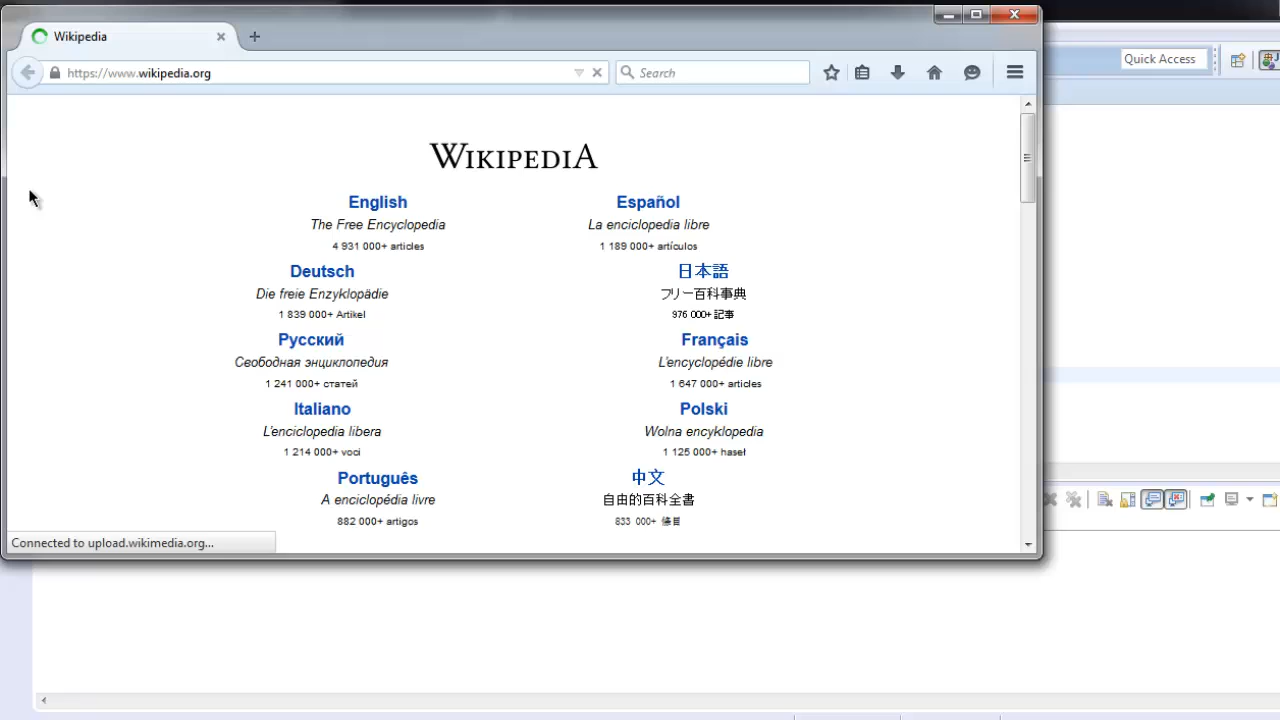 Wikipedia
https://www.wikipedia.org
Search
Quick Access
WIKIPEDIA
English
The Free Encyclopedia
4 931 000+ articles
Español
La enciclopedia libre
1 189 000+ artículos
Deutsch
Die freie Enzyklopädie
1 839 000+ Artikel
日本語
フリー百科事典
976 000+ 記事
Русский
Свободная энциклопедия
1 241 000+ статей
Français
L'encyclopédie libre
1 647 000+ articles
Italiano
L'enciclopedia libera
1 214 000+ voci
Polski
Wolna encyklopedia
1 125 000+ haseł
Português
A enciclopédia livre
882 000+ artigos
中文
自由的百科全書
833 000+ 條目
Connected to upload.wikimedia.org...